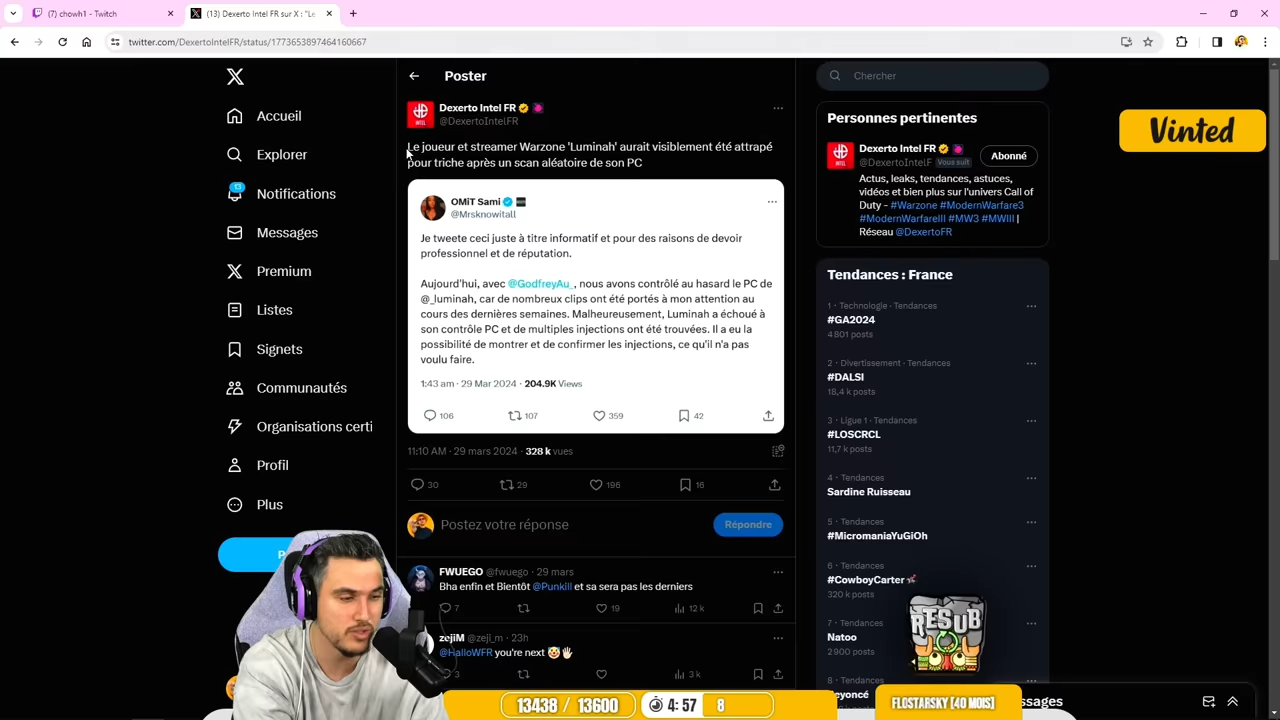 (7) chowh1 - Twitch
(13) Dexerto Intel FR sur X : "Le
twitter.com/DexertoIntelFR/status/1773653897464160667
Accueil
Explorer
13
Notifications
Messages
Premium
Listes
Signets
Communautés
Organisations certi
Profil
Plus
P
Poster
Dexerto Intel FR
@DexertoIntelFR
Le joueur et streamer Warzone 'Luminah' aurait visiblement été attrapé
pour triche après un scan aléatoire de son PC
OMiT Sami
@Mrsknowitall
Je tweete ceci juste à titre informatif et pour des raisons de devoir
professionnel et de réputation.
Aujourd'hui, avec @GodfreyAu_, nous avons contrôlé au hasard le PC de
@_luminah, car de nombreux clips ont été portés à mon attention au
cours des dernières semaines. Malheureusement, Luminah a échoué à
son contrôle PC et de multiples injections ont été trouvées. Il a eu la
possibilité de montrer et de confirmer les injections, ce qu'il n'a pas
voulu faire.
1:43 am · 29 Mar 2024 · 204.9K Views
106 107 359 42
11:10 AM · 29 mars 2024 · 328 k vues
30 29 196 16
Postez votre réponse
Répondre
FWUEGO @fwuego · 29 mars
Bha enfin et Bientôt @Punkill et sa sera pas les derniers
7 19 12 k
zejiM @zeji_m · 23h
@HalloWFR you're next
3 3 k
Chercher
Personnes pertinentes
Dexerto Intel FR
@DexertoIntelF Vous suit
Abonné
Actus, leaks, tendances, astuces,
vidéos et bien plus sur l'univers Call of
Duty - #Warzone #ModernWarfare3
#ModernWarfareIII #MW3 #MWIII |
Réseau @DexertoFR
Tendances : France
1 · Technologie · Tendances
#GA2024
4 801 posts
2 · Divertissement · Tendances
#DALSI
18,4 k posts
3 · Ligue 1 · Tendances
#LOSCRCL
11,7 k posts
4 · Tendances
Sardine Ruisseau
5 · Tendances
#MicromaniaYuGiOh
6 · Tendances
#CowboyCarter
320 k posts
7 · Tendances
Natoo
2 900 posts
8 · Tendances
Beyoncé
Vinted
RESUB
13438 / 13600
4:57
8
FLOSTARSKY [40 MOIS]
ssages